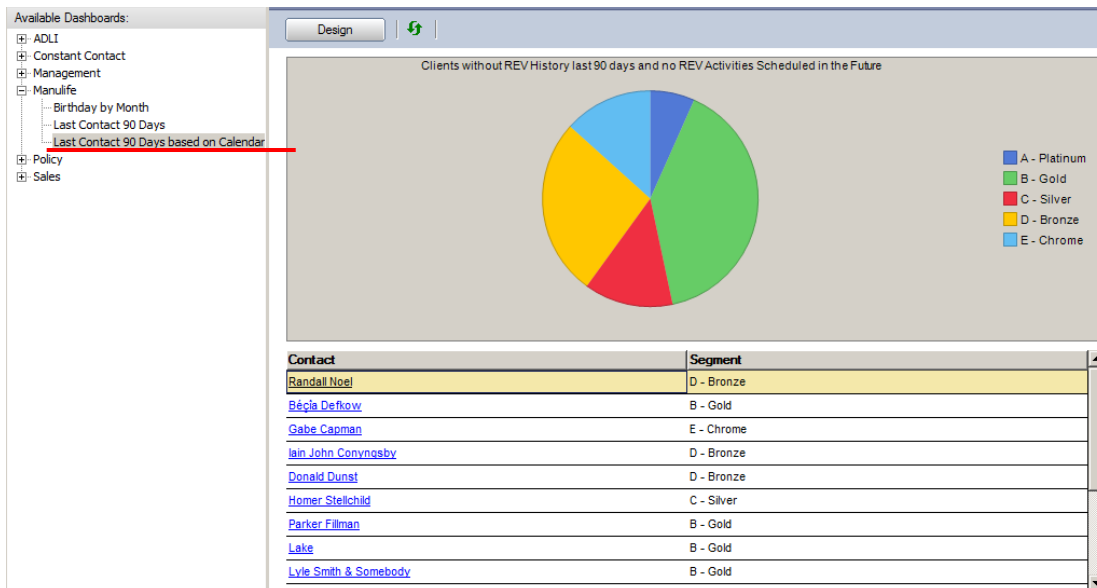 Available Dashboards:
ADLI
Constant Contact
Management
Manulife
Birthday by Month
Last Contact 90 Days
Last Contact 90 Days based on Calendar
Policy
Sales
Design
Clients without REV History last 90 days and no REV Activities Scheduled in the Future
A - Platinum
B - Gold
C - Silver
D - Bronze
E - Chrome
Contact Segment
Randall Noel D - Bronze
Béçîa Defkow B - Gold
Gabe Capman E - Chrome
Iain John Conyngsby D - Bronze
Donald Dunst D - Bronze
Homer Stellchild C - Silver
Parker Fillman B - Gold
Lake B - Gold
Lyle Smith & Somebody B - Gold